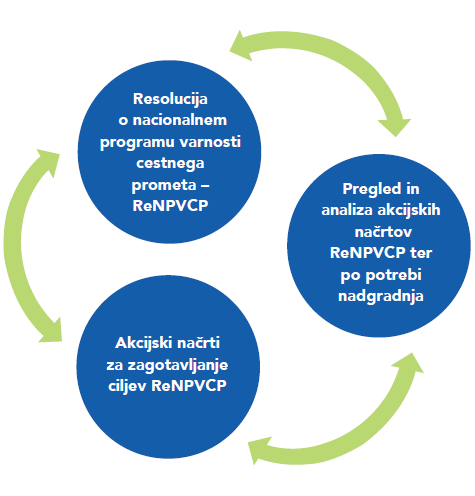 Resolucija
o nacionalnem
programu varnosti
cestnega
prometa –
ReNPVCP
Pregled in
analiza akcijskih
načrtov
ReNPVCP ter
po potrebi
nadgradnja
Akcijski načrti
za zagotavljanje
ciljev ReNPVCP